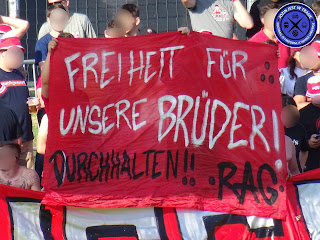 FREIHEIT FÜR
UNSERE BRÜDER!
DURCHHALTEN!! ·RAG·